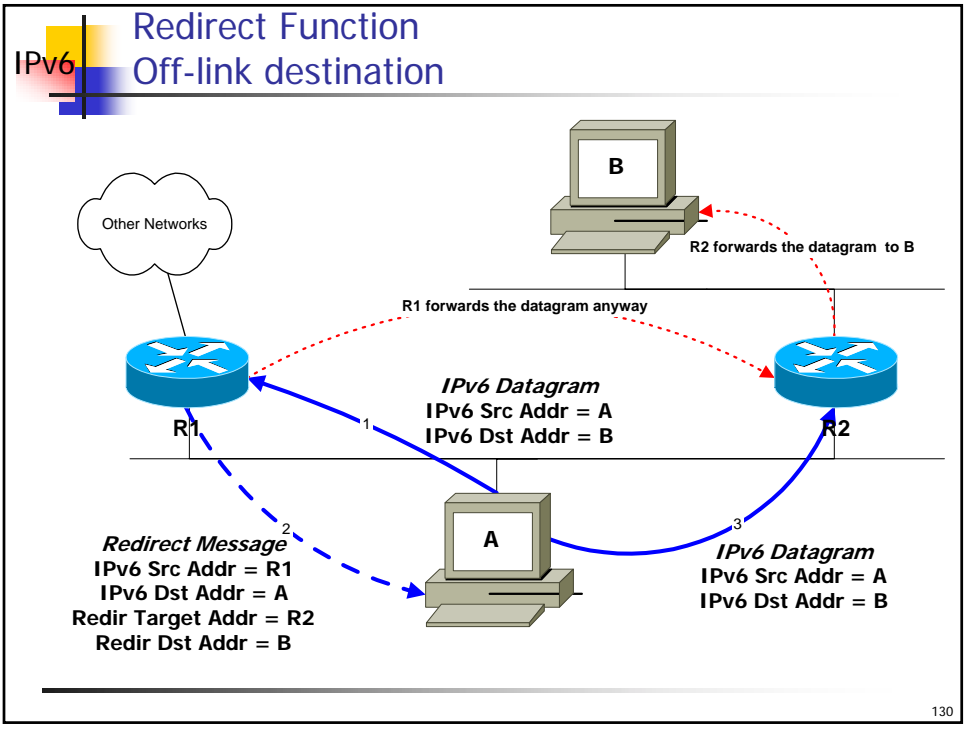 Redirect Function
IPv6
Off-link destination
B
Other Networks
R2 forwards the datagram to B
R1 forwards the datagram anyway
IPv6 Datagram
IPv6 Src Addr = A
IPv6 Dst Addr = B
1
R1
R2
2
A
3
Redirect Message
IPv6 Src Addr = R1
IPv6 Dst Addr = A
Redir Target Addr = R2
Redir Dst Addr = B
IPv6 Datagram
IPv6 Src Addr = A
IPv6 Dst Addr = B
130